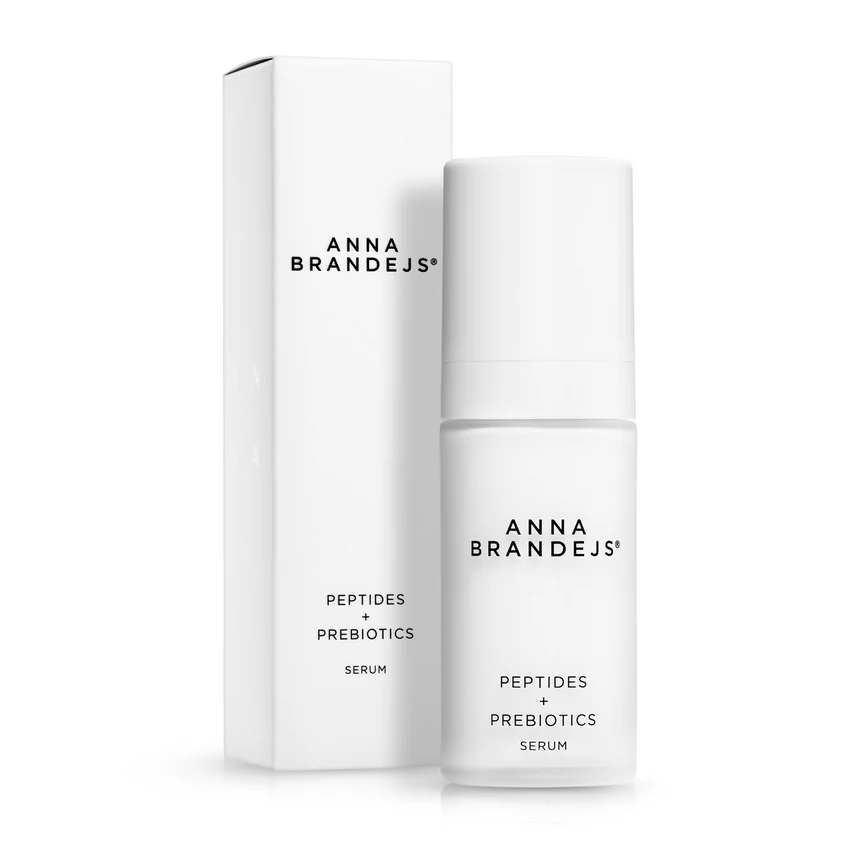 ANNA
BRANDEJS®
PEPTIDES
+
PREBIOTICS
SERUM
ANNA
BRANDEJS®
PEPTIDES
+
PREBIOTICS
SERUM